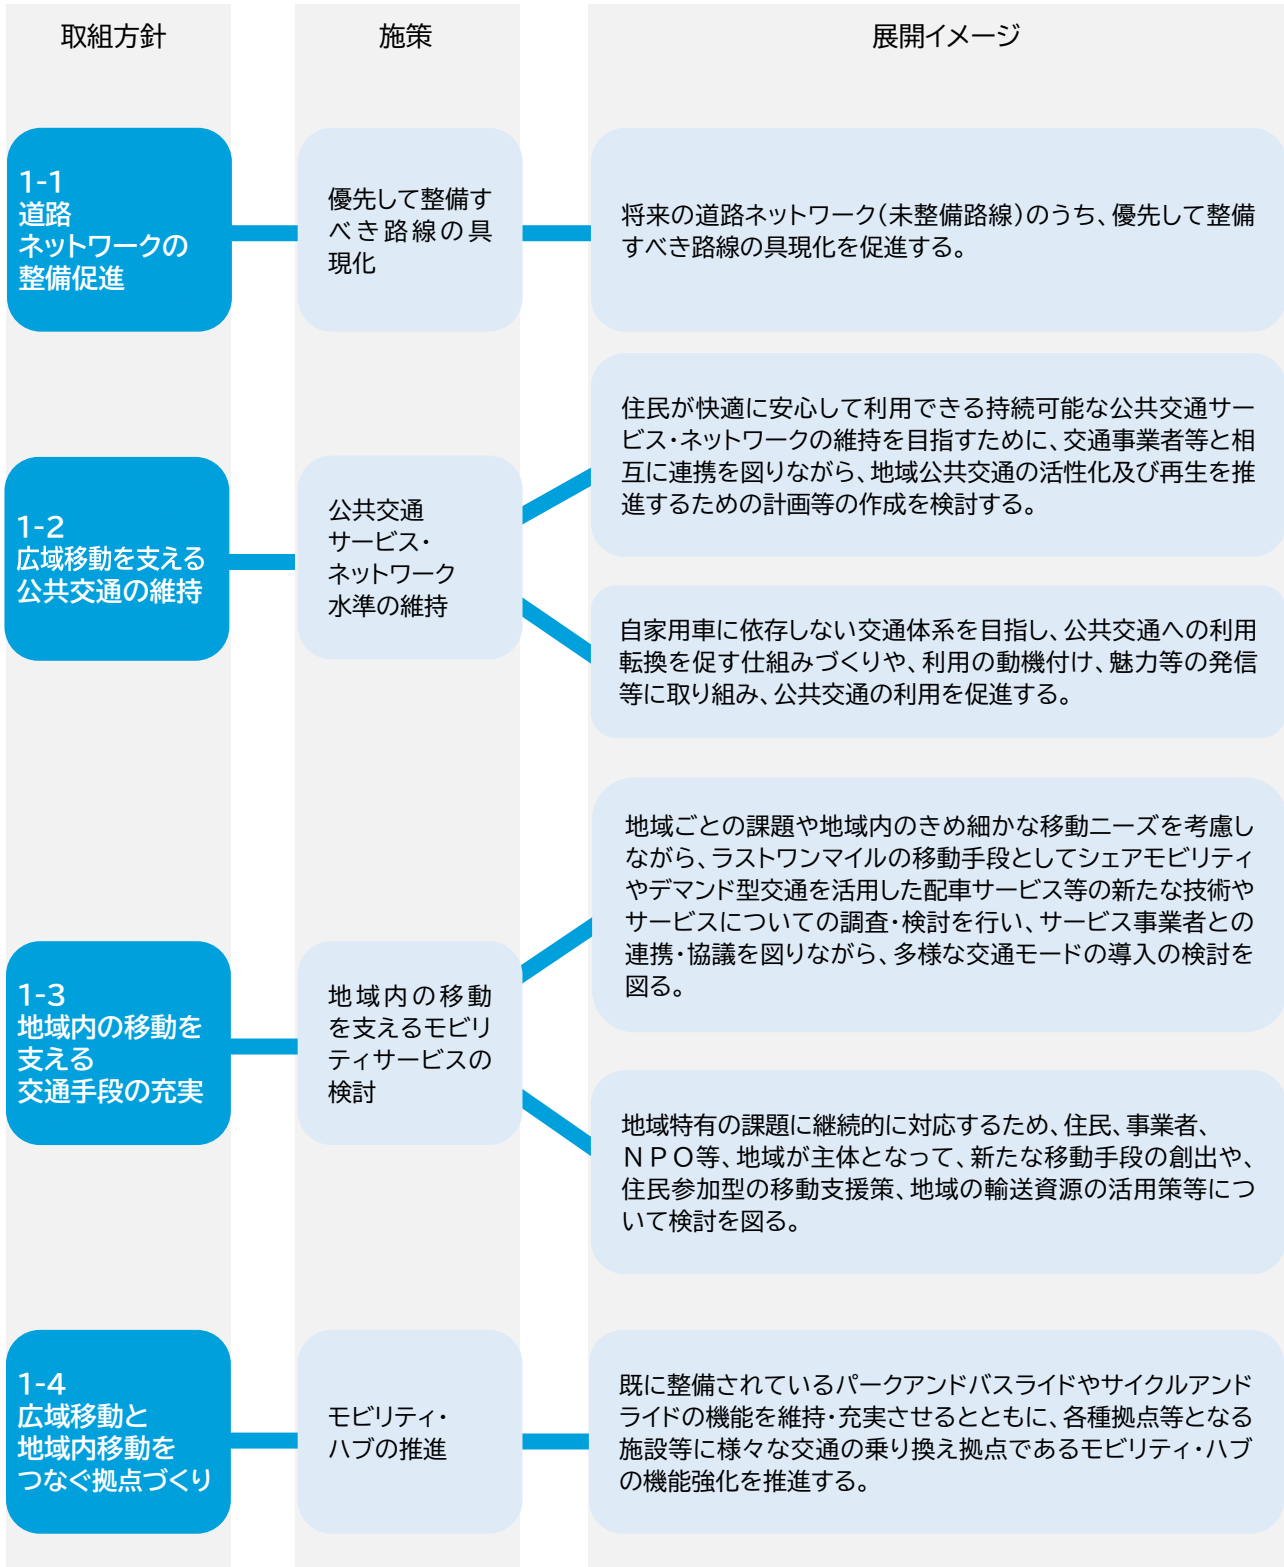 取組方針
施策
展開イメージ
1-1
道路
ネットワークの
整備促進
優先して整備す
べき路線の具
現化
将来の道路ネットワーク(未整備路線)のうち、優先して整備
すべき路線の具現化を促進する。
1-2
広域移動を支える
公共交通の維持
公共交通
サービス・
ネットワーク
水準の維持
住民が快適に安心して利用できる持続可能な公共交通サー
ビス・ネットワークの維持を目指すために、交通事業者等と相
互に連携を図りながら、地域公共交通の活性化及び再生を推
進するための計画等の作成を検討する。
自家用車に依存しない交通体系を目指し、公共交通への利用
転換を促す仕組みづくりや、利用の動機付け、魅力等の発信
等に取り組み、公共交通の利用を促進する。
1-3
地域内の移動を
支える
交通手段の充実
地域内の移動
を支えるモビリ
ティサービスの
検討
地域ごとの課題や地域内のきめ細かな移動ニーズを考慮し
ながら、ラストワンマイルの移動手段としてシェアモビリティ
やデマンド型交通を活用した配車サービス等の新たな技術や
サービスについての調査・検討を行い、サービス事業者との
連携・協議を図りながら、多様な交通モードの導入の検討を
図る。
地域特有の課題に継続的に対応するため、住民、事業者、
ＮＰＯ等、地域が主体となって、新たな移動手段の創出や、
住民参加型の移動支援策、地域の輸送資源の活用策等につ
いて検討を図る。
1-4
広域移動と
地域内移動を
つなぐ拠点づくり
モビリティ・
ハブの推進
既に整備されているパークアンドバスライドやサイクルアンド
ライドの機能を維持・充実させるとともに、各種拠点等となる
施設等に様々な交通の乗り換え拠点であるモビリティ・ハブ
の機能強化を推進する。